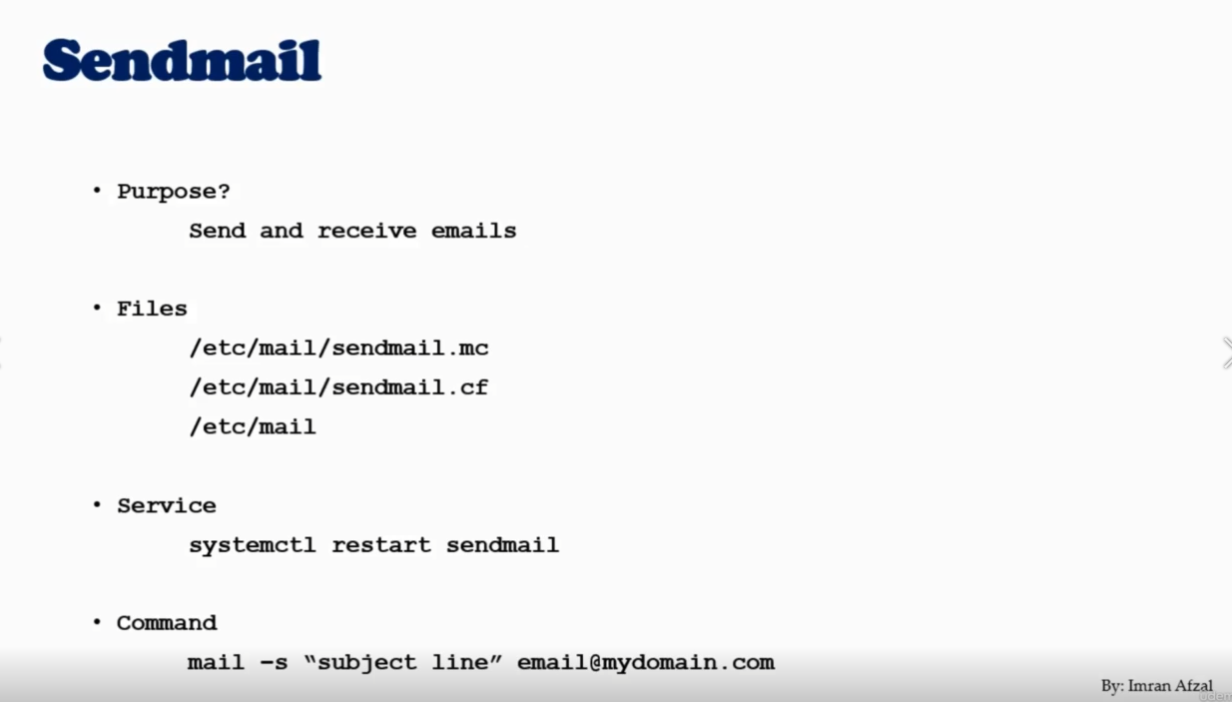 Sendmail
• Purpose?
Send and receive emails
• Files
/etc/mail/sendmail.mc
/etc/mail/sendmail.cf
/etc/mail
• Service
systemctl restart sendmail
• Command
mail –s “subject line” email@mydomain.com
By: Imran Afzal